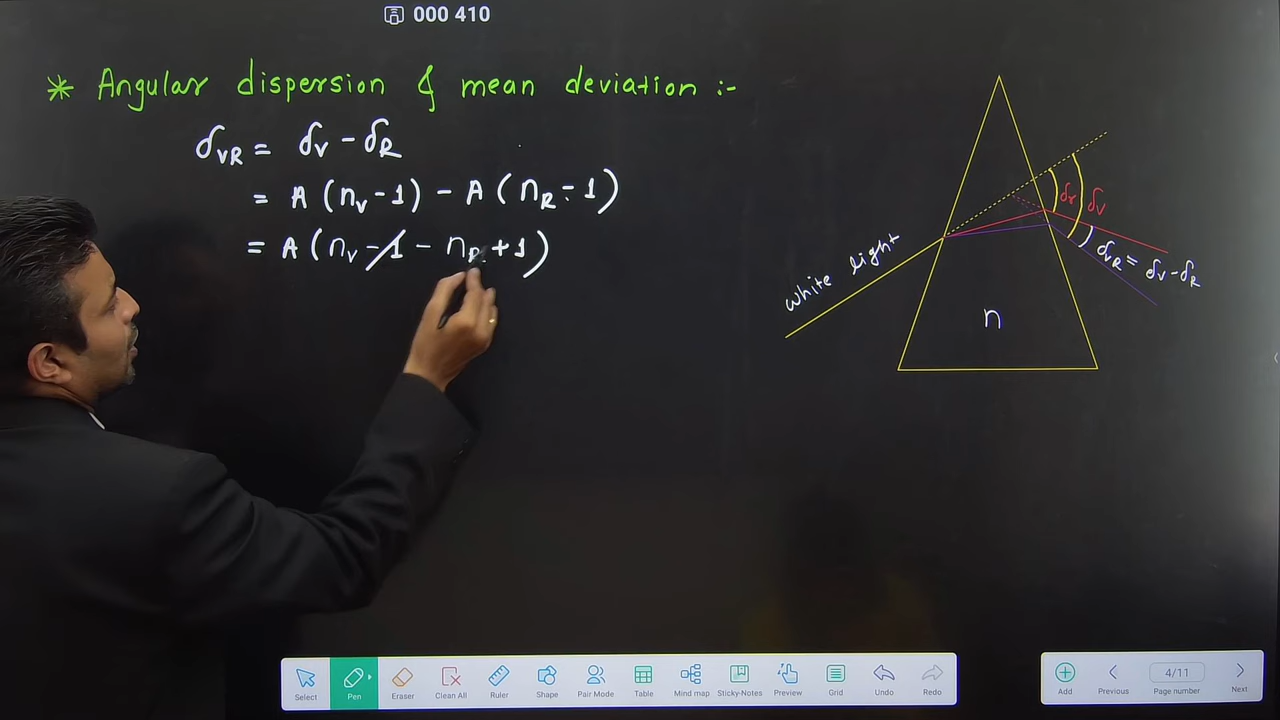 000 410
* Angular dispersion & mean deviation :-
δVR = δV - δR
= A (nV - 1) - A (nR - 1)
= A (nV - 1 - nR + 1)
white light
δr
δV
δVR = δV - δR
n
Select Pen Eraser Clean All Ruler Shape Pair Mode Table Mind map Sticky-Notes Preview Grid Undo Redo
Add Previous 4/11 Page number Next